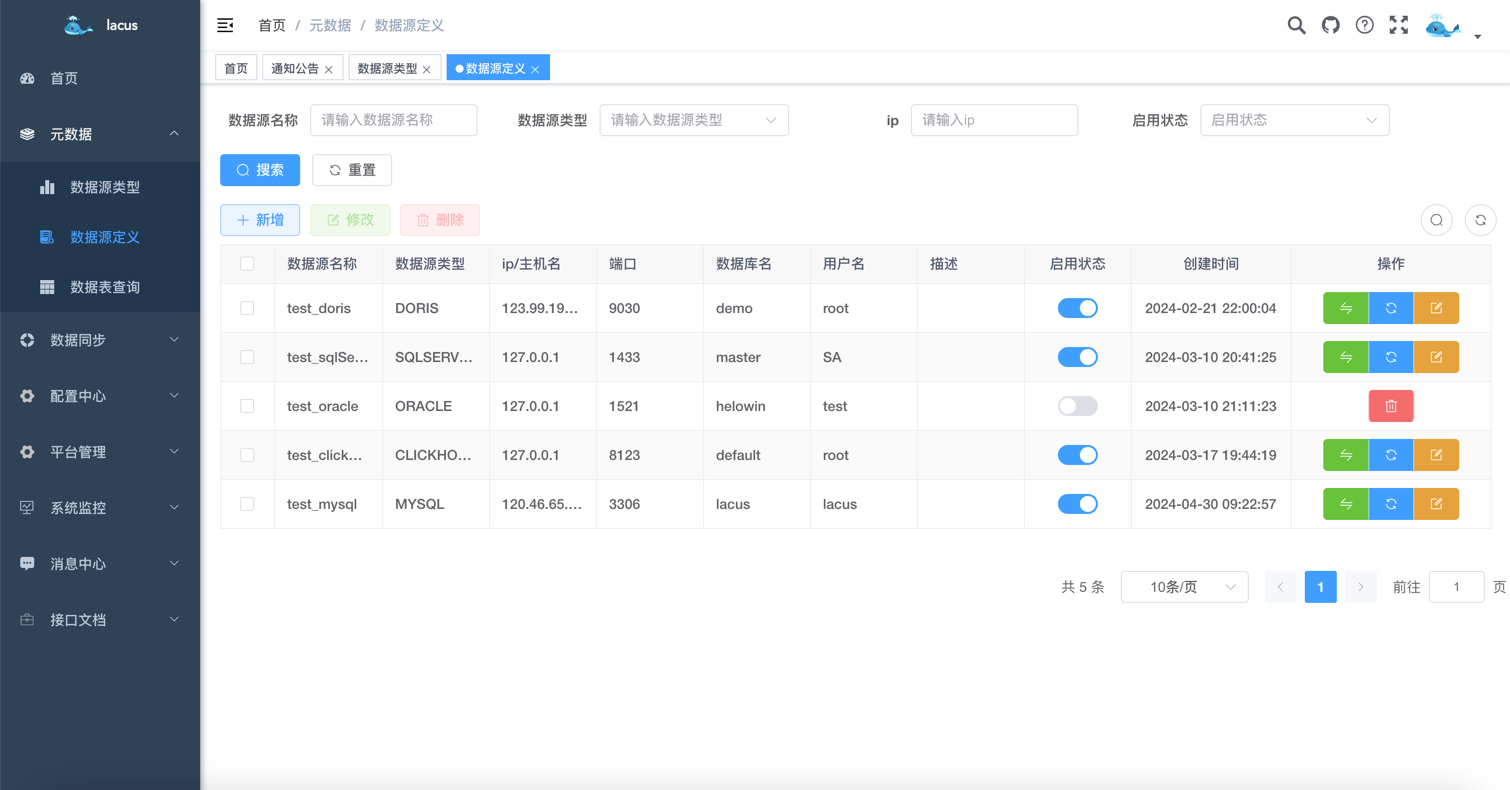 lacus
首页
元数据
数据源类型
数据源定义
数据表查询
数据同步
配置中心
平台管理
系统监控
消息中心
接口文档
首页 / 元数据 / 数据源定义
首页 通知公告 数据源类型 数据源定义
数据源名称 请输入数据源名称 数据源类型 请输入数据源类型 ip 请输入ip 启用状态 启用状态
搜索 重置
新增 修改 删除
数据源名称 数据源类型 ip/主机名 端口 数据库名 用户名 描述 启用状态 创建时间 操作
test_doris DORIS 123.99.19... 9030 demo root 2024-02-21 22:00:04
test_sqlSe... SQLSERV... 127.0.0.1 1433 master SA 2024-03-10 20:41:25
test_oracle ORACLE 127.0.0.1 1521 helowin test 2024-03-10 21:11:23
test_click... CLICKHO... 127.0.0.1 8123 default root 2024-03-17 19:44:19
test_mysql MYSQL 120.46.65.... 3306 lacus lacus 2024-04-30 09:22:57
共 5 条 10条/页 1 前往 1 页